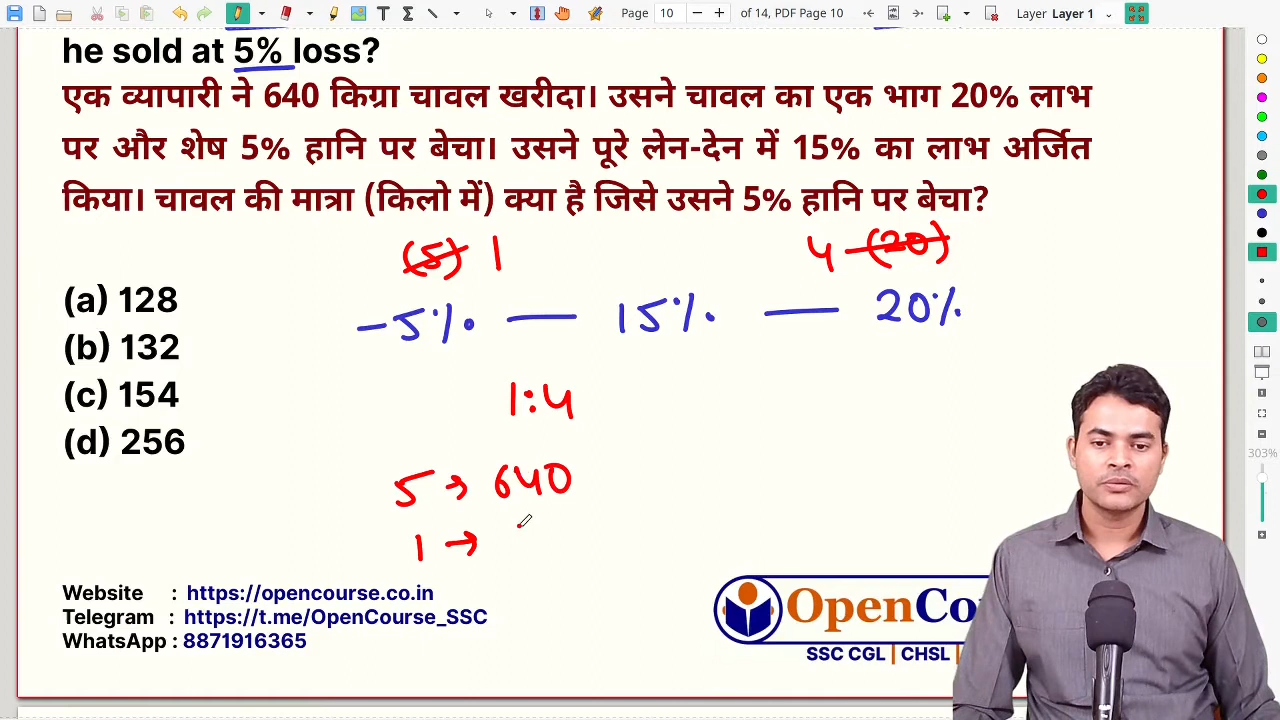 Page 10 of 14, PDF Page 10 Layer Layer 1
he sold at 5% loss?
एक व्यापारी ने 640 किग्रा चावल खरीदा। उसने चावल का एक भाग 20% लाभ
पर और शेष 5% हानि पर बेचा। उसने पूरे लेन-देन में 15% का लाभ अर्जित
किया। चावल की मात्रा (किलो में) क्या है जिसे उसने 5% हानि पर बेचा?
(5) 1 4 (20)
(a) 128
-5% — 15% — 20%
(b) 132
(c) 154
1:4
(d) 256
5 → 640
1 →
303%
Website : https://opencourse.co.in
Telegram : https://t.me/OpenCourse_SSC
WhatsApp : 8871916365
OpenCo
SSC CGL | CHSL |